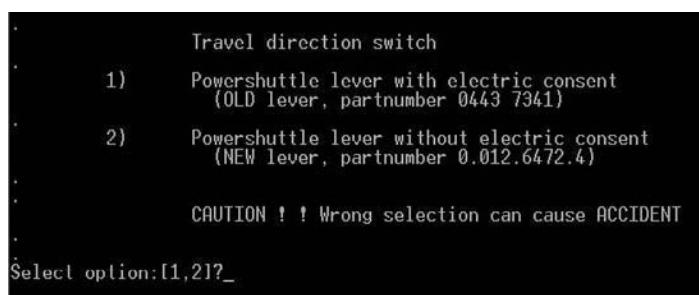 Travel direction switch
1) Powershuttle lever with electric consent
(OLD lever, partnumber 0443 7341)
2) Powershuttle lever without electric consent
(NEW lever, partnumber 0.012.6472.4)
CAUTION ! ! Wrong selection can cause ACCIDENT
Select option:[1,2]?_